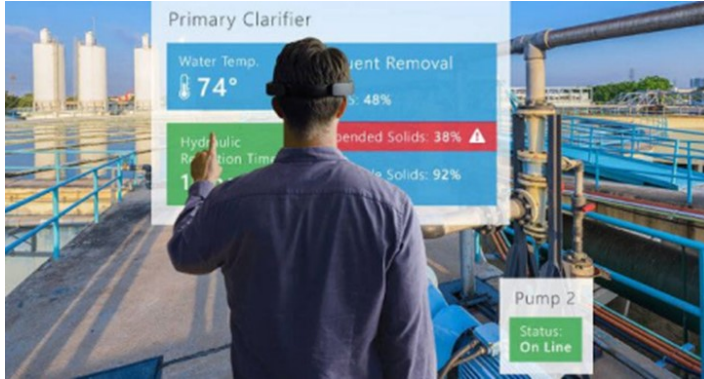 Primary Clarifier
Water Temp.
74°
uent Removal
S: 48%
Hydraulic
Time
pended Solids: 38%
le Solids: 92%
Pump 2
Status:
On Line